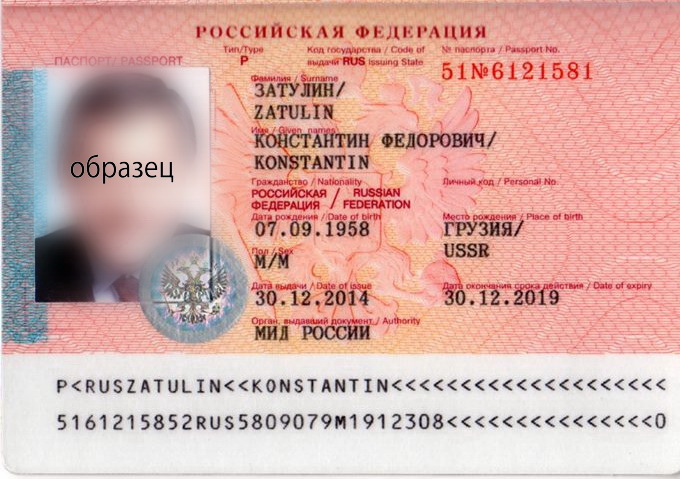 РОССИЙСКАЯ ФЕДЕРАЦИЯ
ПАСПОРТ/ PASSPORT
Тип/Type
P
Код государства / Code of
выдачи RUS issuing State
№ паспорта / Passport No.
51№6121581
Фамилия / Surname
ЗАТУЛИН/
ZATULIN
Имя / Given names
КОНСТАНТИН ФЕДОРОВИЧ/
KONSTANTIN
образец
Гражданство / Nationality
РОССИЙСКАЯ / RUSSIAN
ФЕДЕРАЦИЯ / FEDERATION
Личный код / Personal No.
Дата рождения / Date of birth
07.09.1958
Место рождения / Place of birth
ГРУЗИЯ/
USSR
Пол / Sex
М/M
Дата выдачи / Date of issue
30.12.2014
Дата окончания срока действия / Date of expiry
30.12.2019
Орган, выдавший документ / Authority
МИД РОССИИ
P<RUSZATULIN<<KONSTANTIN<<<<<<<<<<<<<<<<<<<<
5161215852RUS5809079M1912308<<<<<<<<<<<<<<<0